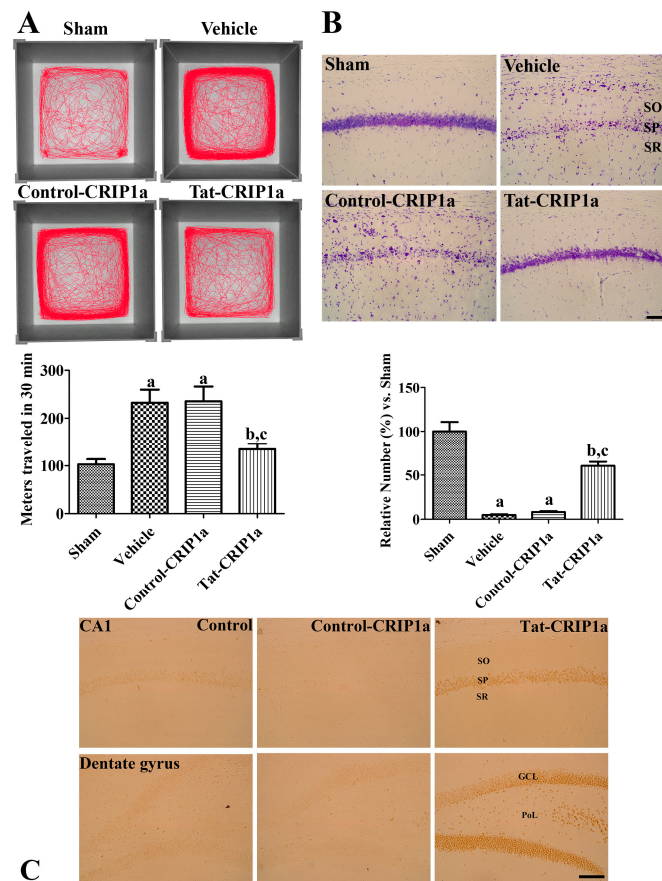 A
Sham
Vehicle
Control-CRIP1a
Tat-CRIP1a
Meters traveled in 30 min
300
200
100
0
a
a
b,c
Sham
Vehicle
Control-CRIP1a
Tat-CRIP1a
B
Sham
Vehicle
SO
SP
SR
Control-CRIP1a
Tat-CRIP1a
Relative Number (%) vs. Sham
150
100
50
0
a
a
b,c
Sham
Vehicle
Control-CRIP1a
Tat-CRIP1a
CA1
Control
Control-CRIP1a
Tat-CRIP1a
SO
SP
SR
Dentate gyrus
GCL
PoL
C